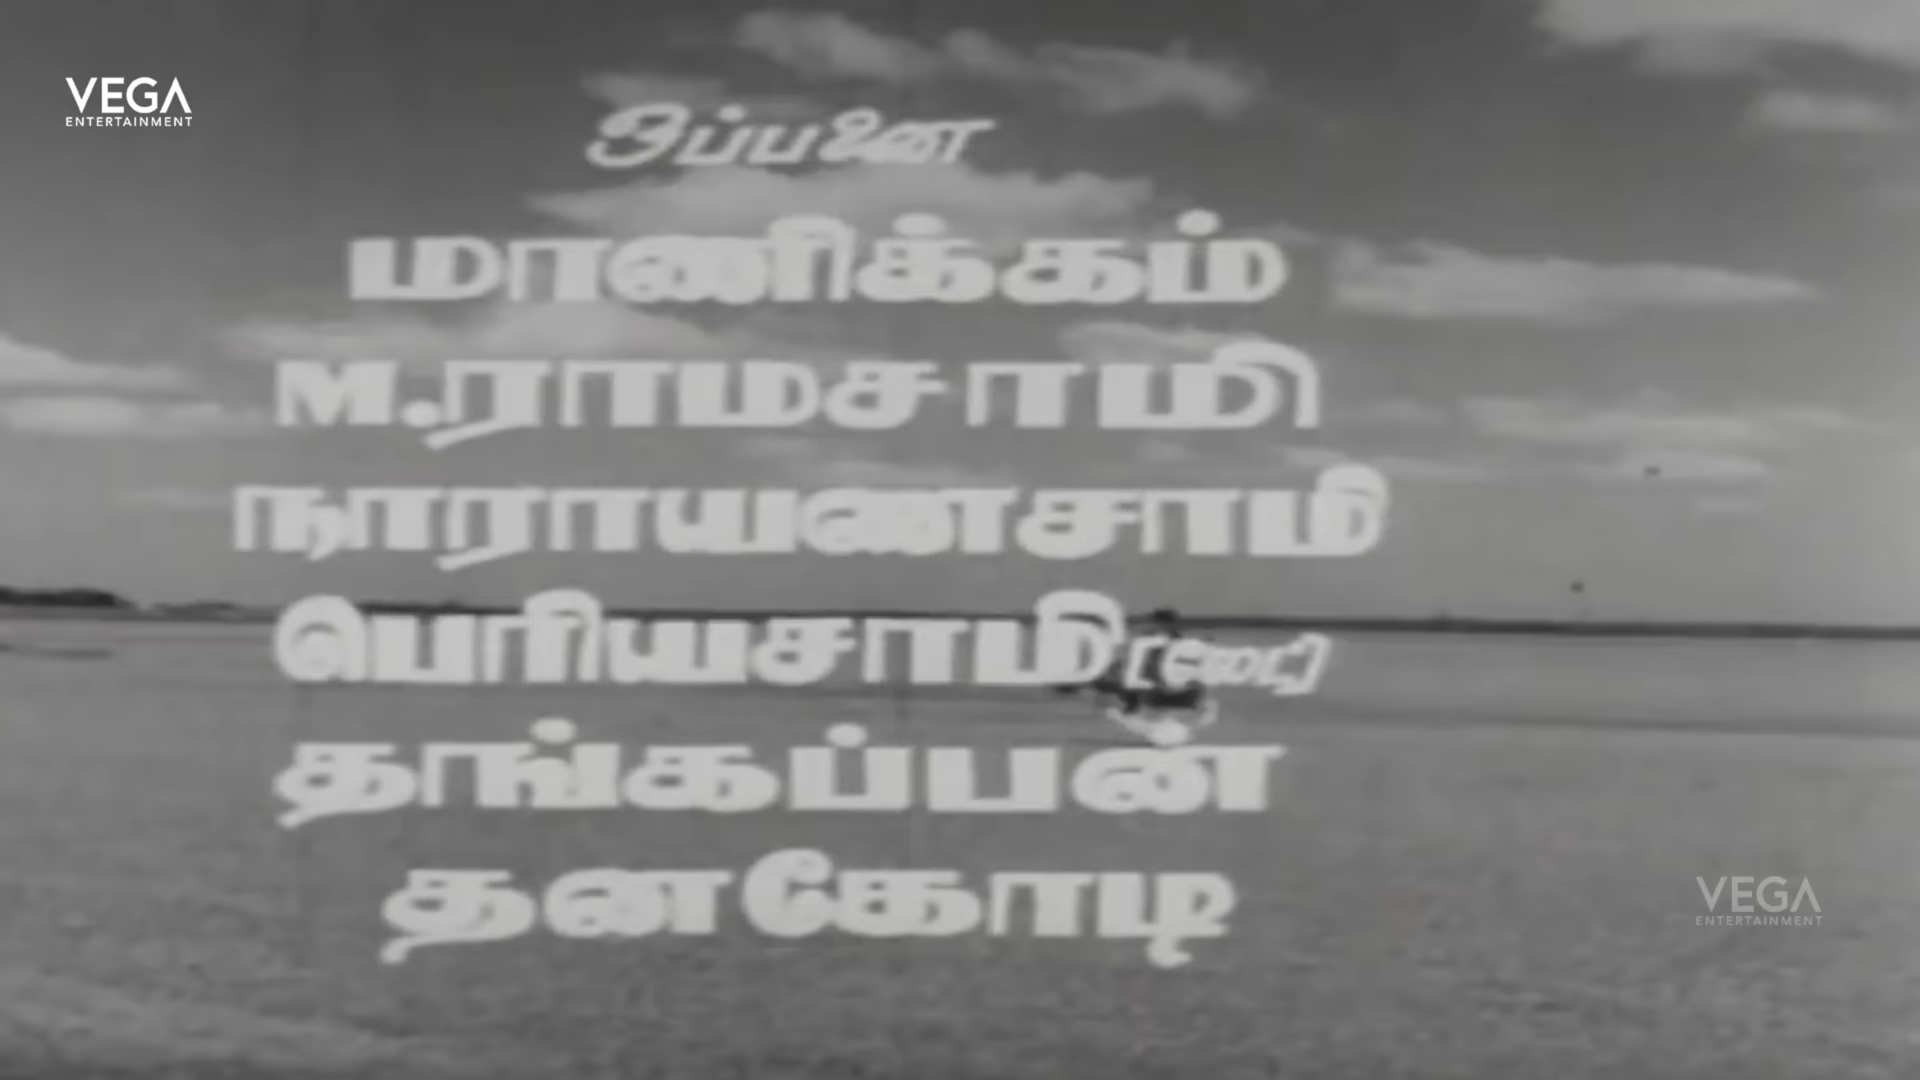 VEGA
ENTERTAINMENT
ஒப்பனை
மாணிக்கம்
M.ராமசாமி
நாராயணசாமி
பெரியசாமி
தங்கப்பன்
தனகோடி
VEGA
ENTERTAINMENT